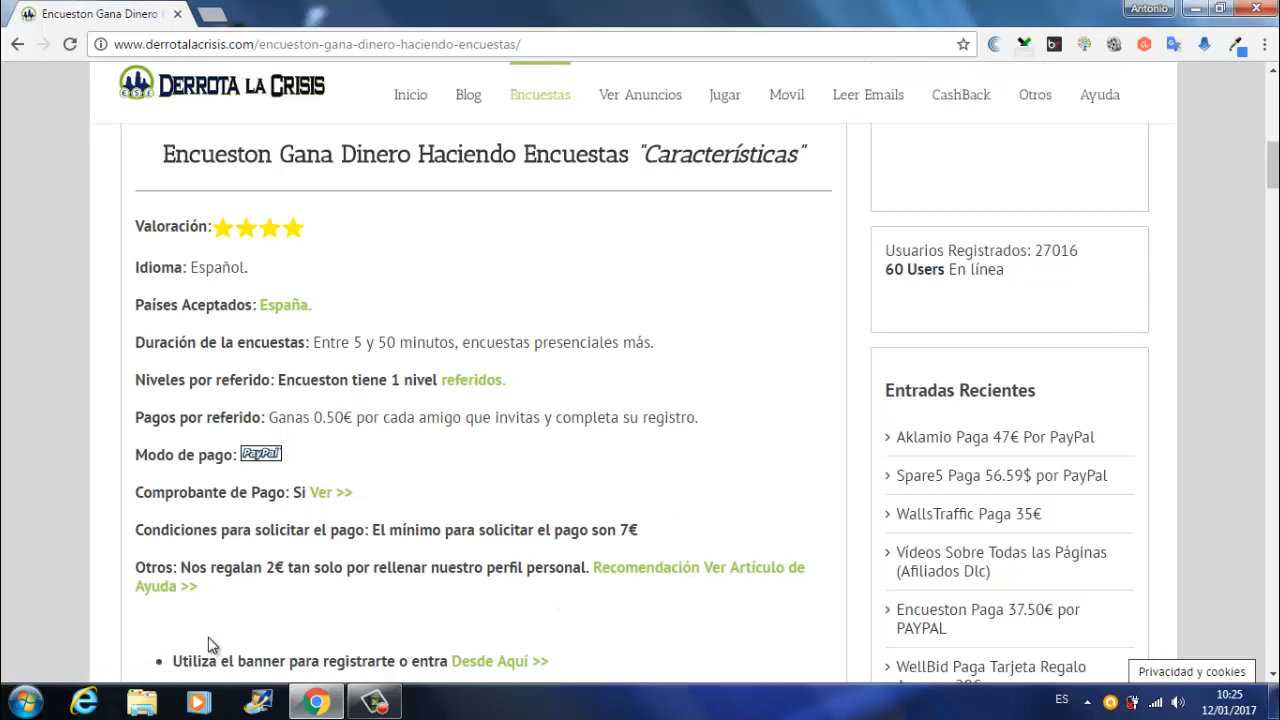 Encueston Gana Dinero
Antonio
www.derrotalacrisis.com/encueston-gana-dinero-haciendo-encuestas/
DERROTA LA CRISIS
Inicio
Blog
Encuestas
Ver Anuncios
Jugar
Movil
Leer Emails
CashBack
Otros
Ayuda
Encueston Gana Dinero Haciendo Encuestas "Características"
Valoración:
Idioma: Español.
Países Aceptados: España.
Duración de la encuestas: Entre 5 y 50 minutos, encuestas presenciales más.
Niveles por referido: Encueston tiene 1 nivel referidos.
Pagos por referido: Ganas 0.50€ por cada amigo que invitas y completa su registro.
Modo de pago: PayPal
Comprobante de Pago: Si Ver >>
Condiciones para solicitar el pago: El mínimo para solicitar el pago son 7€
Otros: Nos regalan 2€ tan solo por rellenar nuestro perfil personal. Recomendación Ver Artículo de
Ayuda >>
• Utiliza el banner para registrarte o entra Desde Aquí >>
Usuarios Registrados: 27016
60 Users En línea
Entradas Recientes
Aklamio Paga 47€ Por PayPal
Spare5 Paga 56.59$ por PayPal
WallsTraffic Paga 35€
Vídeos Sobre Todas las Páginas
(Afiliados Dlc)
Encueston Paga 37.50€ por
PAYPAL
WellBid Paga Tarjeta Regalo
Privacidad y cookies
ES
10:25
12/01/2017